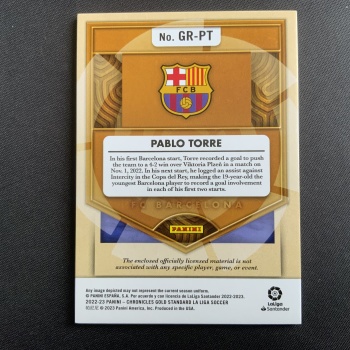 No. GR-PT
FCB
PABLO TORRE
In his first Barcelona start, Torre recorded a goal to push
the team to a 4-2 win over Viktoria Plzeň in a match on
Nov. 1, 2022. In his next start, he logged an assist against
Intercity in the Copa del Rey, making the 19-year-old the
youngest Barcelona player to record a goal involvement
in each of his first two starts.
FC BARCELONA
PANINI
The enclosed officially licensed material is not
associated with any specific player, game, or event.
Any image depicted may not represent the current season uniform.
© PANINI ESPAÑA, S.A. Por acuerdo y con licencia de LaLiga Santander 2022-2023.
2022-23 PANINI - CHRONICLES GOLD STANDARD LA LIGA SOCCER
© 2023 Panini America, Inc. Produced in the USA.
LaLiga
Santander